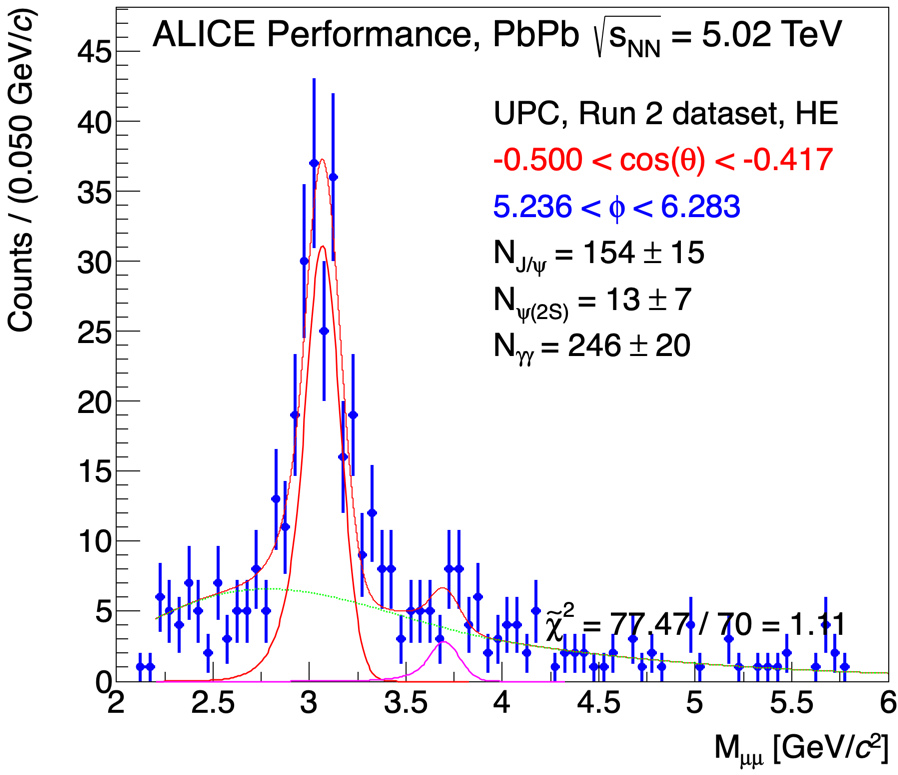 ALICE Performance, PbPb √sNN = 5.02 TeV
UPC, Run 2 dataset, HE
-0.500 < cos(θ) < -0.417
5.236 < ϕ < 6.283
NJ/ψ = 154 ± 15
Nψ(2S) = 13 ± 7
Nγγ = 246 ± 20
χ̃² = 77.47 / 70 = 1.11
Counts / (0.050 GeV/c)
45
40
35
30
25
20
15
10
5
0
2 2.5 3 3.5 4 4.5 5 5.5 6
Mμμ [GeV/c²]